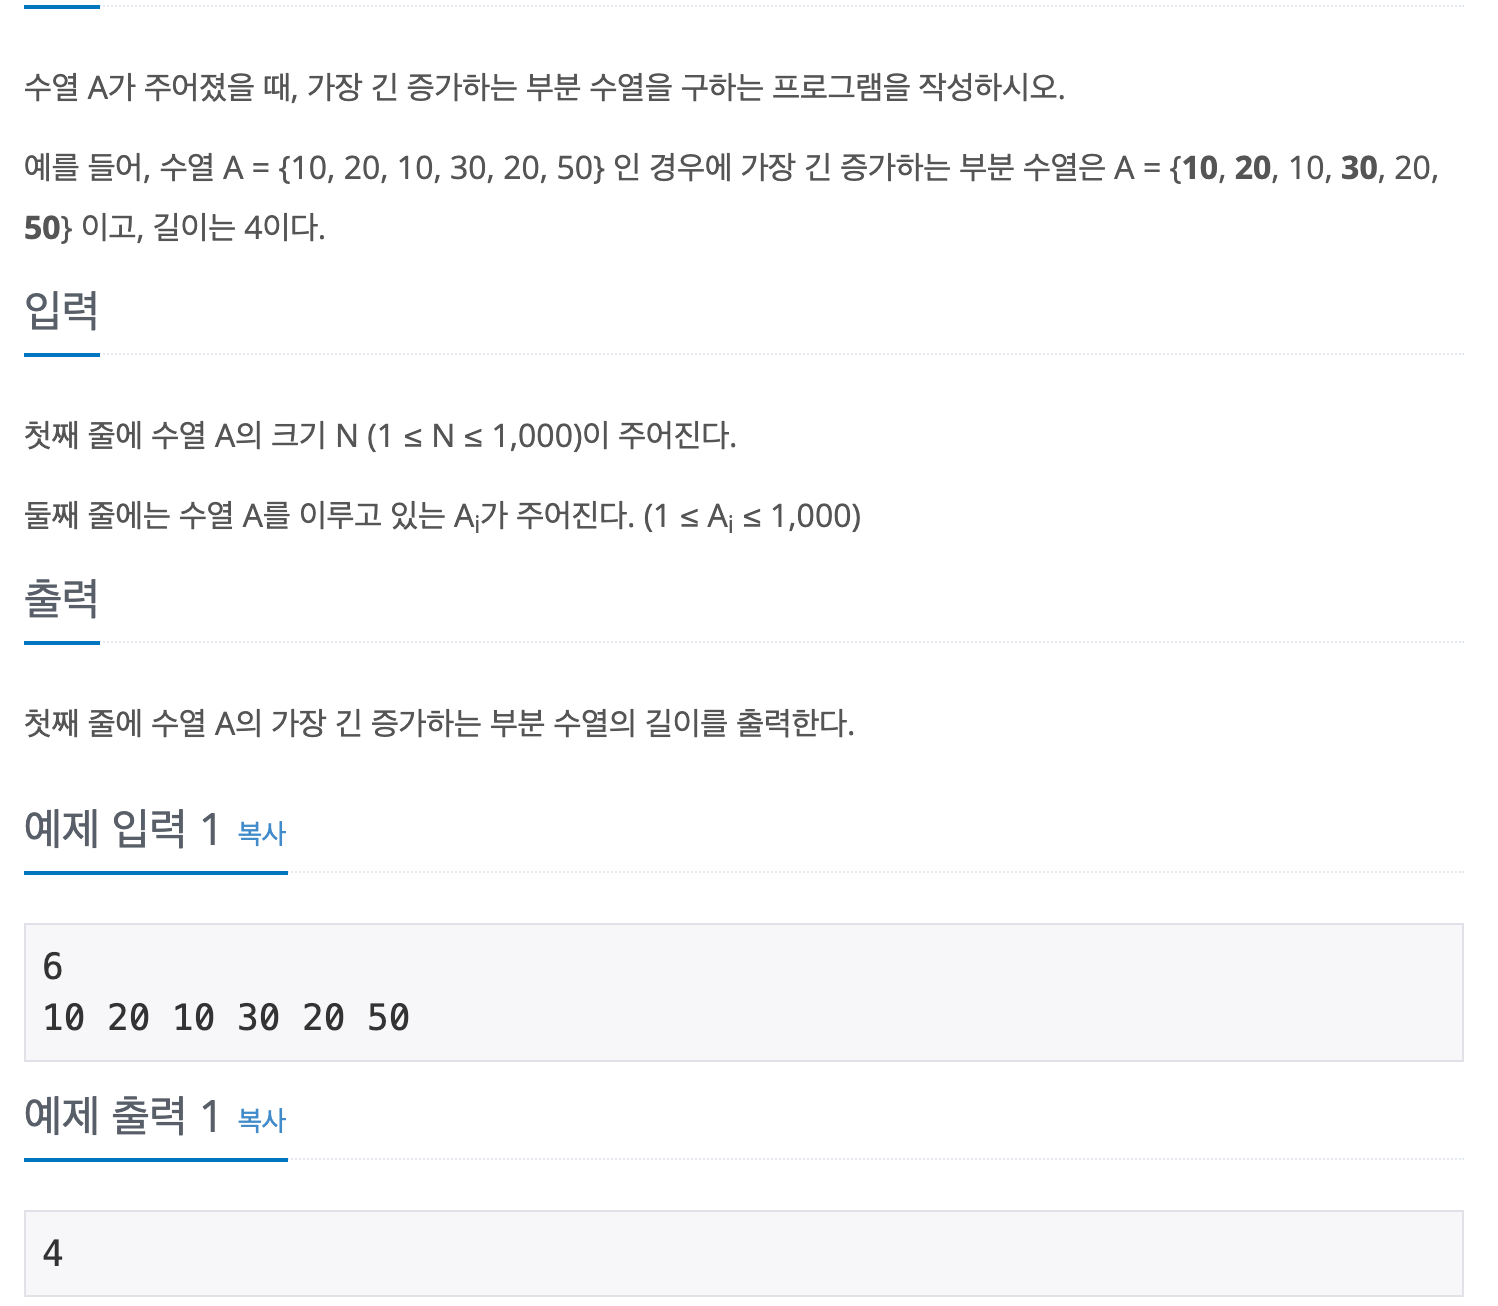 수열 A가 주어졌을 때, 가장 긴 증가하는 부분 수열을 구하는 프로그램을 작성하시오.
예를 들어, 수열 A = {10, 20, 10, 30, 20, 50} 인 경우에 가장 긴 증가하는 부분 수열은 A = {10, 20, 10, 30, 20,
50} 이고, 길이는 4이다.
입력
첫째 줄에 수열 A의 크기 N (1 ≤ N ≤ 1,000)이 주어진다.
둘째 줄에는 수열 A를 이루고 있는 Aᵢ가 주어진다. (1 ≤ Aᵢ ≤ 1,000)
출력
첫째 줄에 수열 A의 가장 긴 증가하는 부분 수열의 길이를 출력한다.
예제 입력 1 복사
6
10 20 10 30 20 50
예제 출력 1 복사
4